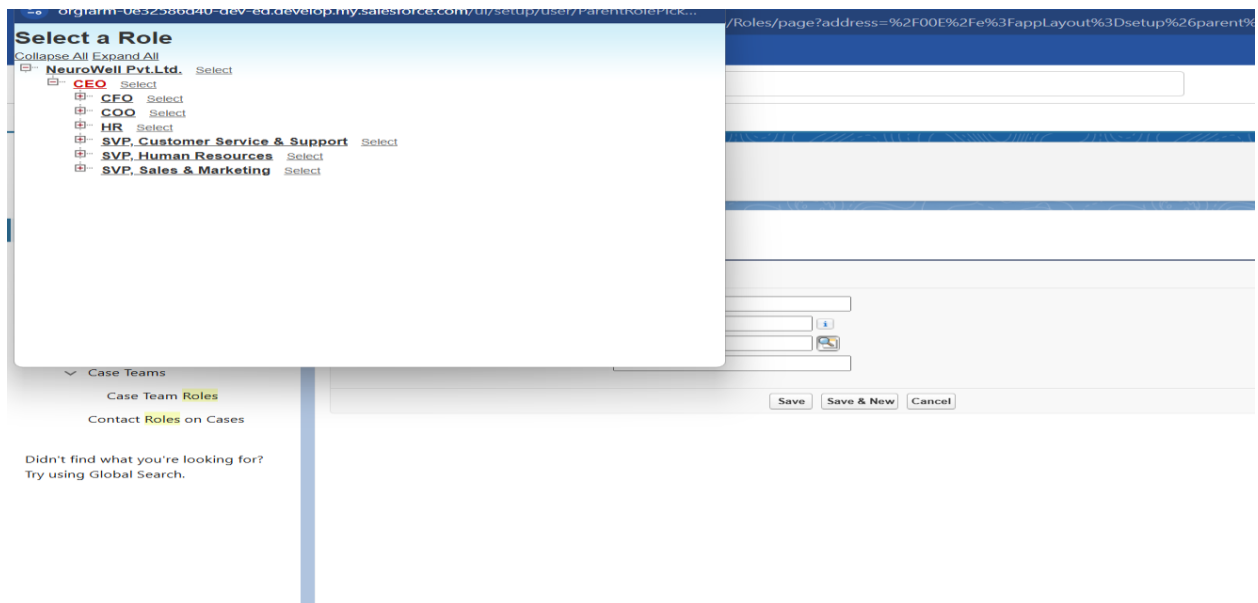 orgfarm-0e32586d40-dev-ed.develop.my.salesforce.com/ui/setup/user/ParentRolePick...
/Roles/page?address=%2F00E%2Fe%3FappLayout%3Dsetup%26parent%
Select a Role
Collapse All Expand All
NeuroWell Pvt.Ltd. Select
CEO Select
CFO Select
COO Select
HR Select
SVP, Customer Service & Support Select
SVP, Human Resources Select
SVP, Sales & Marketing Select
Case Teams
Case Team Roles
Contact Roles on Cases
Save Save & New Cancel
Didn't find what you're looking for?
Try using Global Search.